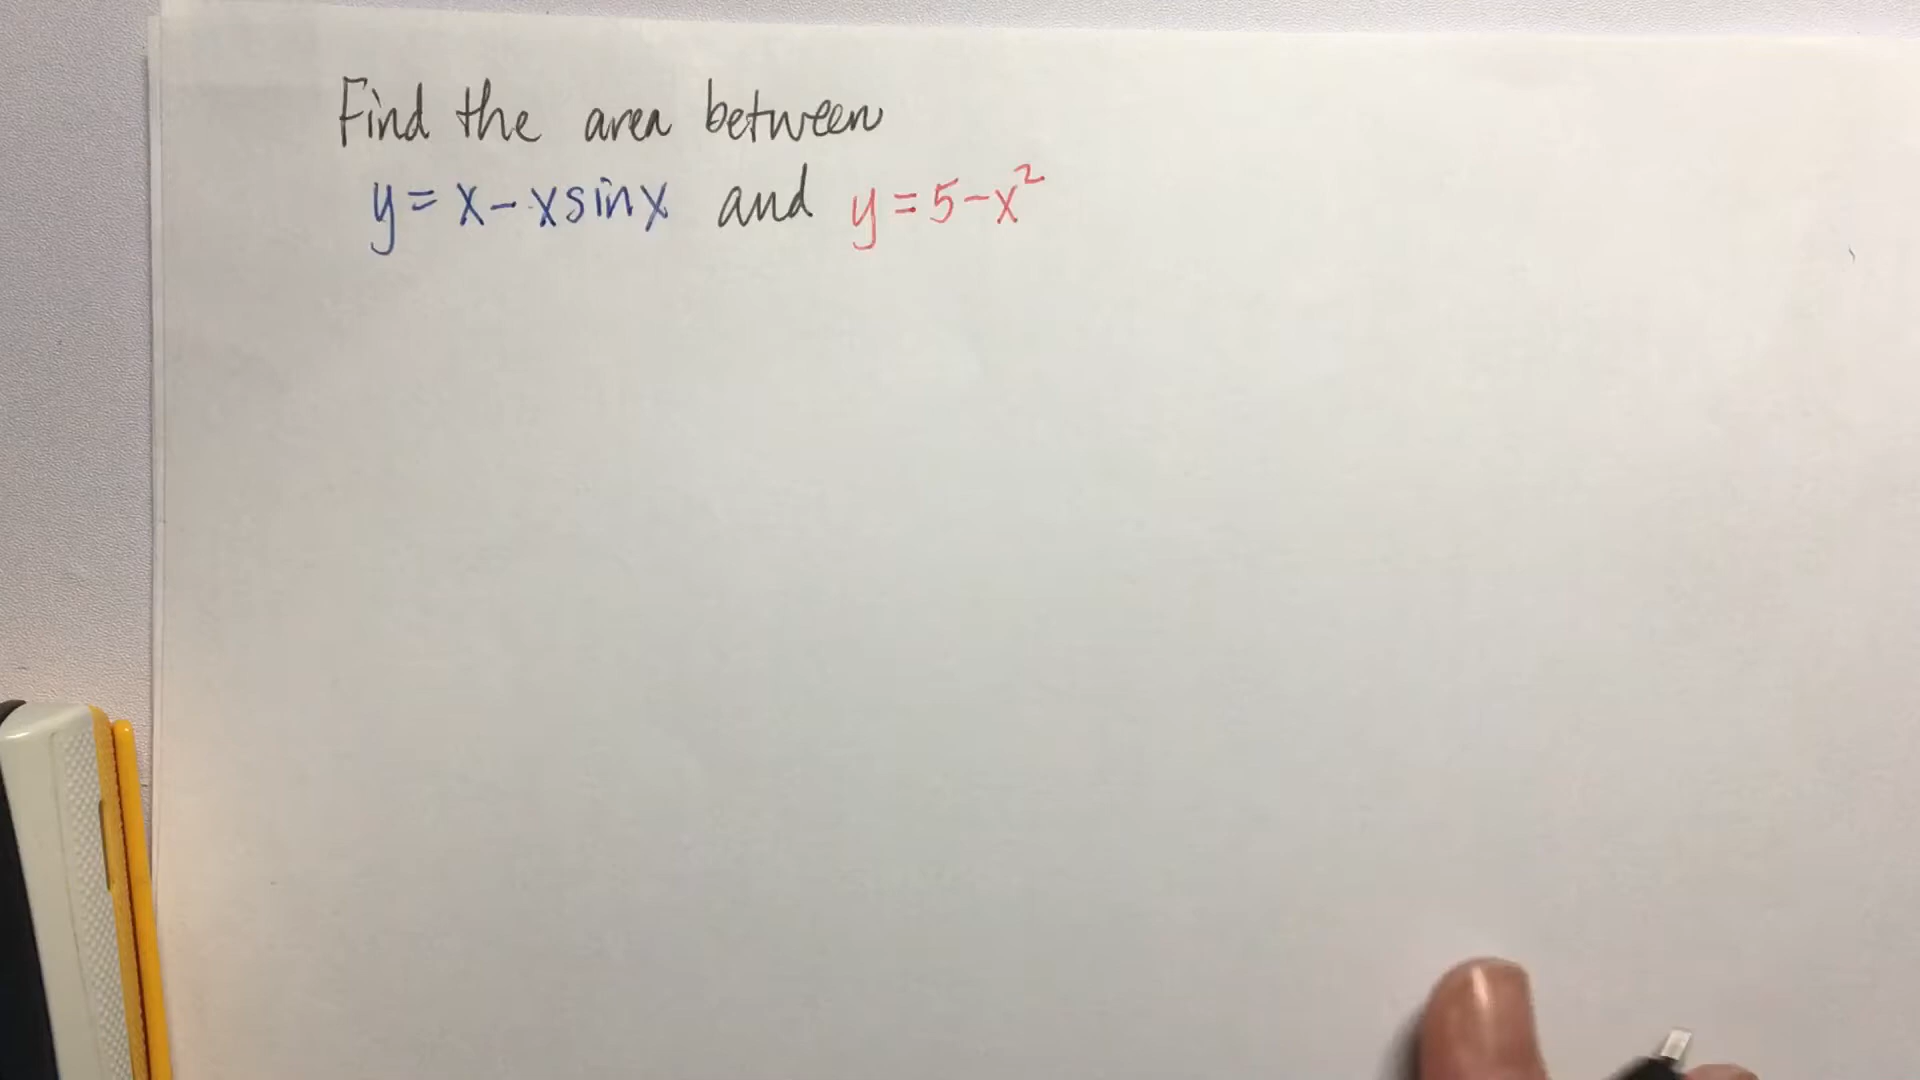 Find the area between
y = x - x sin x and y = 5 - x²